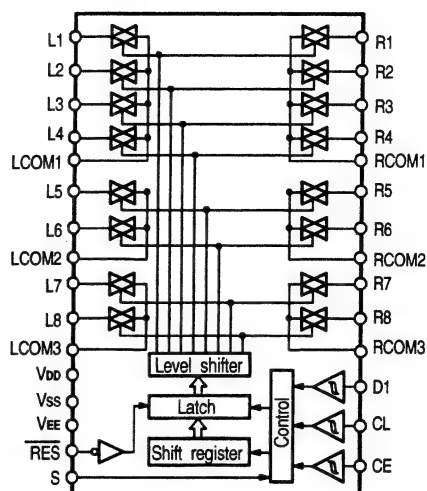 L1
L2
L3
L4
LCOM1
L5
L6
LCOM2
L7
L8
LCOM3
VDD
VSS
VEE
RES
S
R1
R2
R3
R4
RCOM1
R5
R6
RCOM2
R7
R8
RCOM3
D1
CL
CE
Level shifter
Latch
Shift register
Control